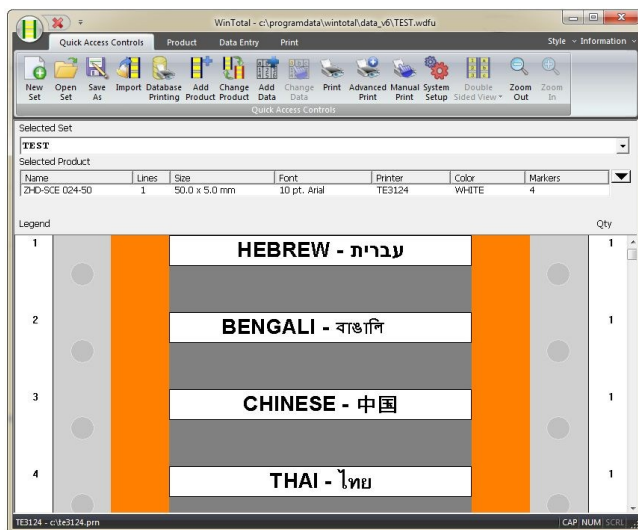 WinTotal - c:\programdata\wintotal\data_v6\TEST.wdfu
Quick Access Controls Product Data Entry Print Style Information
New Set Open Set Save As Import Database Printing Add Product Change Product Add Data Change Data Print Advanced Print Manual Print System Setup Double Sided View Zoom Out Zoom In
Quick Access Controls
Selected Set
TEST
Selected Product
Name Lines Size Font Printer Color Markers
ZHD-SCE 024-50 1 50.0 x 5.0 mm 10 pt. Arial TE3124 WHITE 4
Legend Qty
1 HEBREW - עברית 1
2 BENGALI - বাঙালি 1
3 CHINESE - 中国 1
4 THAI - ไทย 1
TE3124 - c:\te3124.prn CAP NUM SCRL